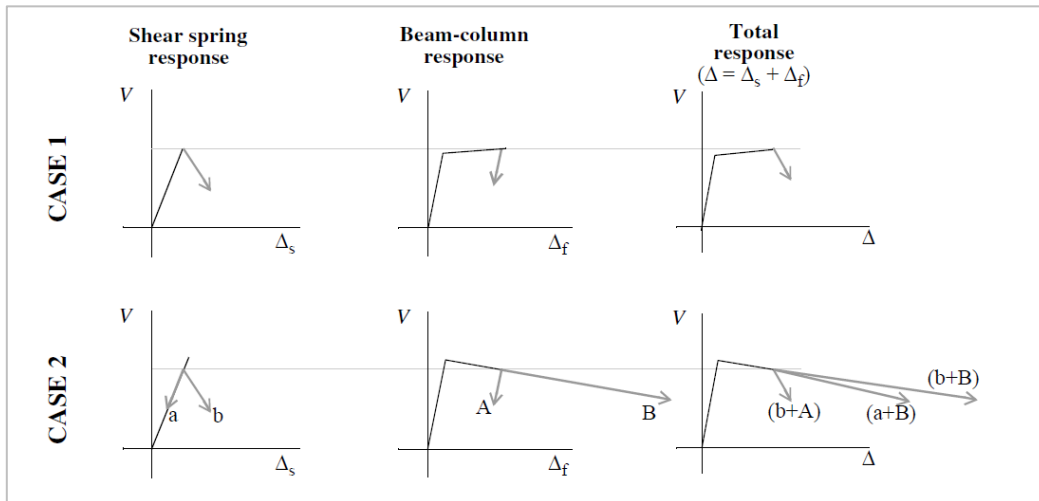 Shear spring
response
Beam-column
response
Total
response
(Δ = Δs + Δf)
CASE 1
V
Δs
V
Δf
V
Δ
CASE 2
V
a
b
Δs
V
A
B
Δf
V
(b+A)
(a+B)
(b+B)
Δ